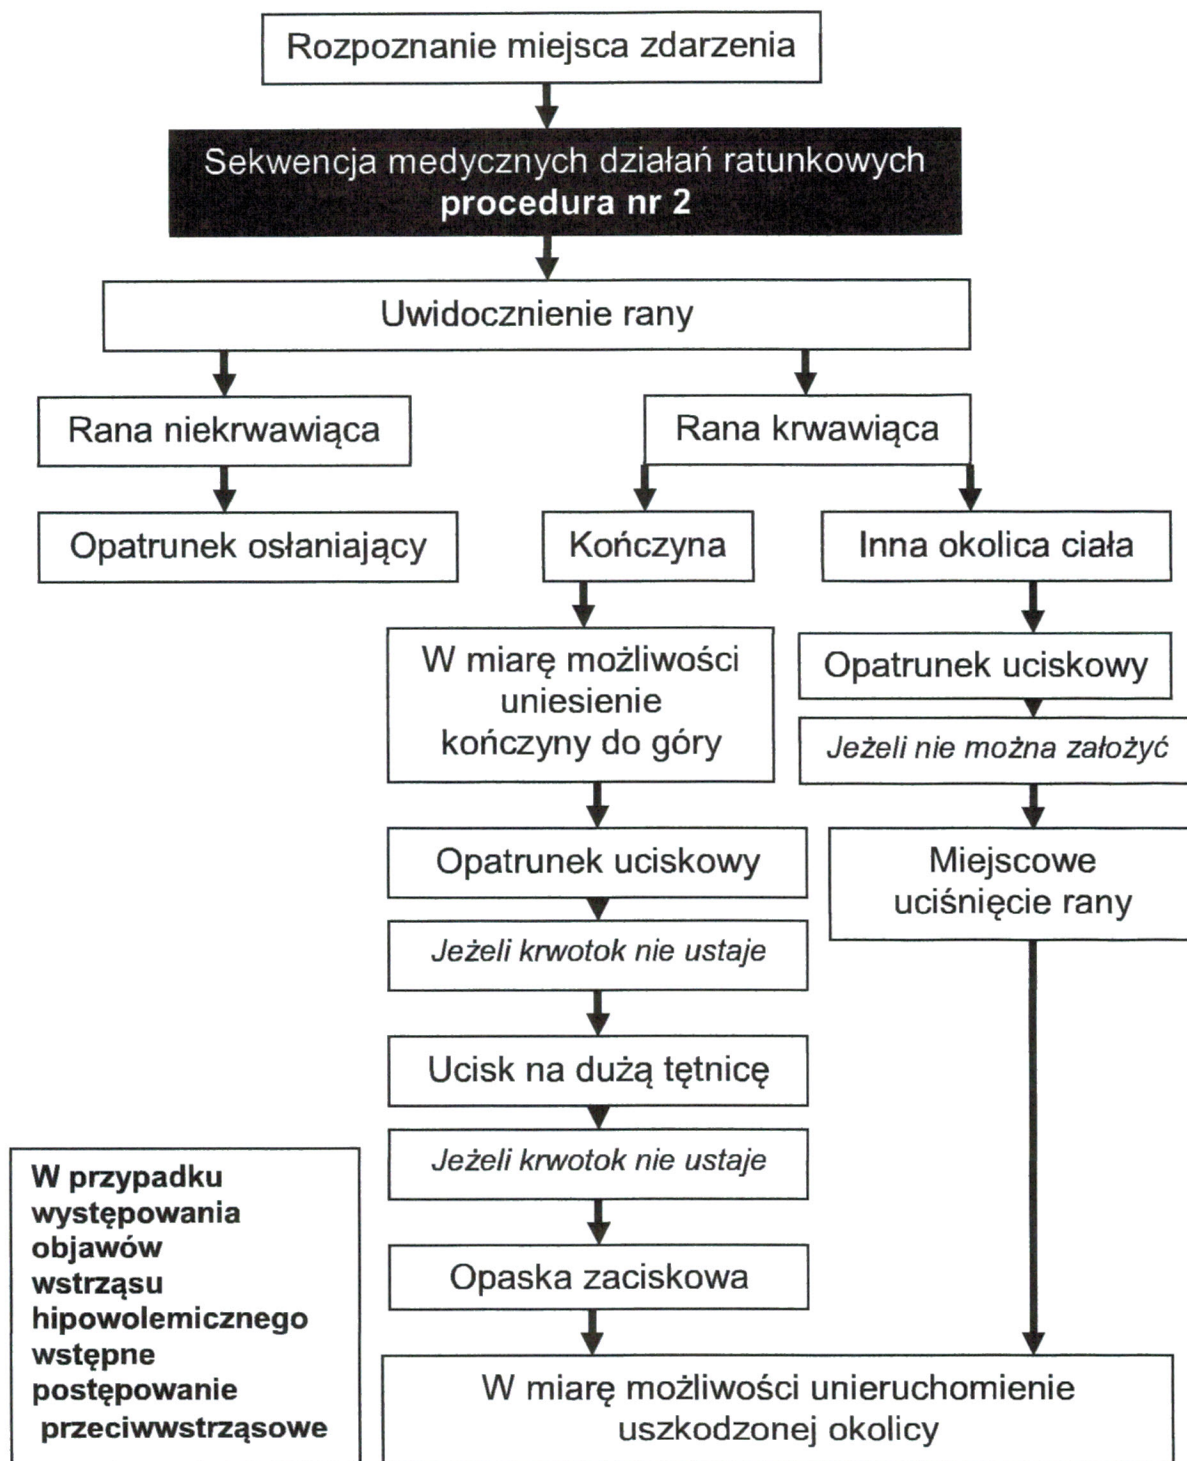 Rozpoznanie miejsca zdarzenia
Sekwencja medycznych działań ratunkowych
procedura nr 2
Uwidocznienie rany
Rana niekrwawiąca
Rana krwawiąca
Opatrunek osłaniający
Kończyna
Inna okolica ciała
W miarę możliwości
uniesienie
kończyny do góry
Opatrunek uciskowy
Jeżeli nie można założyć
Opatrunek uciskowy
Miejscowe
uciśnięcie rany
Jeżeli krwotok nie ustaje
Ucisk na dużą tętnicę
Jeżeli krwotok nie ustaje
Opaska zaciskowa
W przypadku
występowania
objawów
wstrząsu
hipowolemicznego
wstępne
postępowanie
przeciwwstrząsowe
W miarę możliwości unieruchomienie
uszkodzonej okolicy